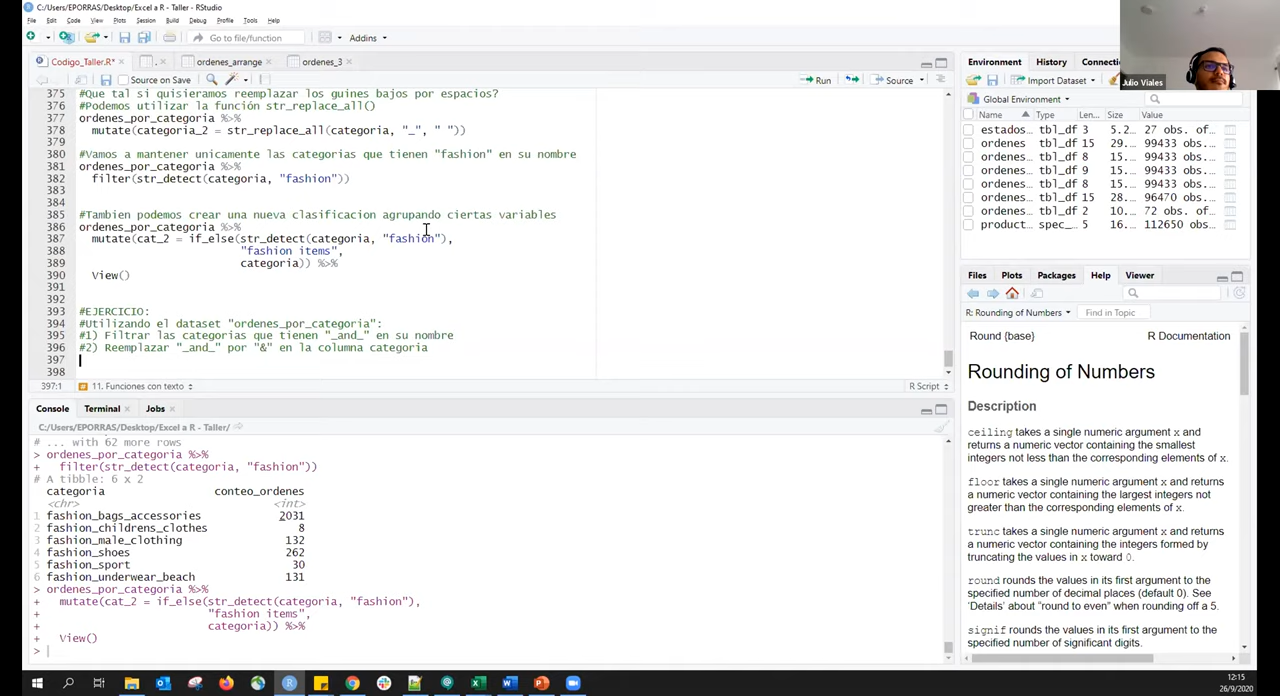 C:/Users/EPORRAS/Desktop/Excel a R - Taller - RStudio
File Edit Code View Plots Session Build Debug Profile Tools Help
Go to file/function
Addins
Codigo_Taller.R*
ordenes_arrange
ordenes_3
Source on Save
Run
Source
375 #Que tal si quisieramos reemplazar los guines bajos por espacios?
376 #Podemos utilizar la función str_replace_all()
377 ordenes_por_categoria %>%
378 mutate(categoria_2 = str_replace_all(categoria, "_", " "))
379
380 #Vamos a mantener unicamente las categorias que tienen "fashion" en su nombre
381 ordenes_por_categoria %>%
382 filter(str_detect(categoria, "fashion"))
383
384
385 #Tambien podemos crear una nueva clasificacion agrupando ciertas variables
386 ordenes_por_categoria %>%
387 mutate(cat_2 = if_else(str_detect(categoria, "fashion"),
388 "fashion items",
389 categoria)) %>%
390 View()
391
392
393 #EJERCICIO:
394 #Utilizando el dataset "ordenes_por_categoria":
395 #1) Filtrar las categorias que tienen "_and_" en su nombre
396 #2) Reemplazar "_and_" por "&" en la columna categoria
397
398
397:1 11. Funciones con texto R Script
Console Terminal Jobs
C:/Users/EPORRAS/Desktop/Excel a R - Taller/
# ... with 62 more rows
> ordenes_por_categoria %>%
+ filter(str_detect(categoria, "fashion"))
# A tibble: 6 x 2
categoria conteo_ordenes
<chr> <int>
1 fashion_bags_accessories 2031
2 fashion_childrens_clothes 8
3 fashion_male_clothing 132
4 fashion_shoes 262
5 fashion_sport 30
6 fashion_underwear_beach 131
> ordenes_por_categoria %>%
+ mutate(cat_2 = if_else(str_detect(categoria, "fashion"),
+ "fashion items",
+ categoria)) %>%
+ View()
>
Julio Viales
Environment History Connecti
Import Dataset
Global Environment
Name Type Len... Size Value
estados... tbl_df 3 5.2... 27 obs. of...
ordenes tbl_df 15 29... 99433 obs...
ordenes... tbl_df 8 15... 99433 obs...
ordenes... tbl_df 9 15... 99433 obs...
ordenes... tbl_df 8 15... 99433 obs...
ordenes... tbl_df 15 28... 96470 obs...
ordenes... tbl_df 2 10... 72 obs. of...
product... spec_... 5 16... 112650 obs...
Files Plots Packages Help Viewer
R: Rounding of Numbers Find in Topic
Round {base} R Documentation
Rounding of Numbers
Description
ceiling takes a single numeric argument x and
returns a numeric vector containing the smallest
integers not less than the corresponding elements of x.
floor takes a single numeric argument x and returns
a numeric vector containing the largest integers not
greater than the corresponding elements of x.
trunc takes a single numeric argument x and returns
a numeric vector containing the integers formed by
truncating the values in x toward 0.
round rounds the values in its first argument to the
specified number of decimal places (default 0). See
‘Details’ about “round to even” when rounding off a 5.
signif rounds the values in its first argument to the
specified number of significant digits.
12:15
26/9/2020